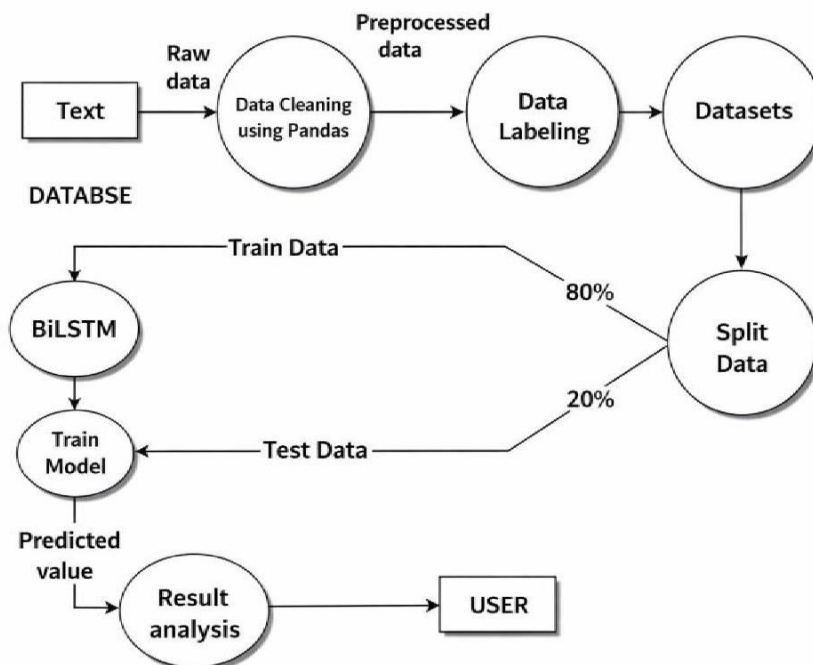 Preprocessed
data
Raw
data
Text
Data Cleaning
using Pandas
Data
Labeling
Datasets
DATABSE
Train Data
80%
BiLSTM
Split
Data
20%
Train
Model
Test Data
Predicted
value
Result
analysis
USER